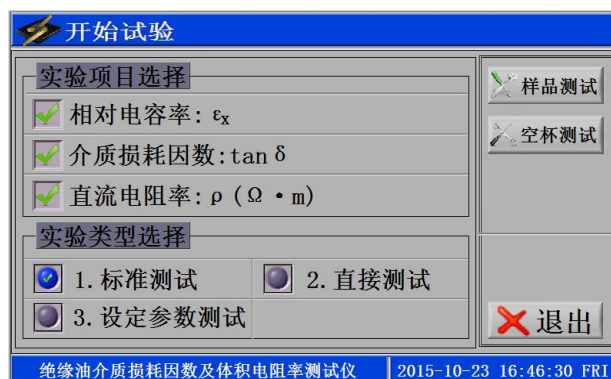 开始试验
实验项目选择
相对电容率: εx
介质损耗因数:tan δ
直流电阻率: ρ (Ω·m)
实验类型选择
1.标准测试
2.直接测试
3.设定参数测试
样品测试
空杯测试
退出
绝缘油介质损耗因数及体积电阻率测试仪
2015-10-23 16:46:30 FRI